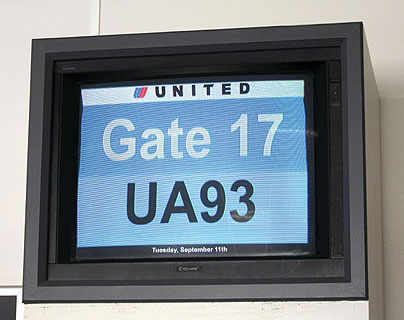 UNITED
Gate 17
UA93
Tuesday, September 11th